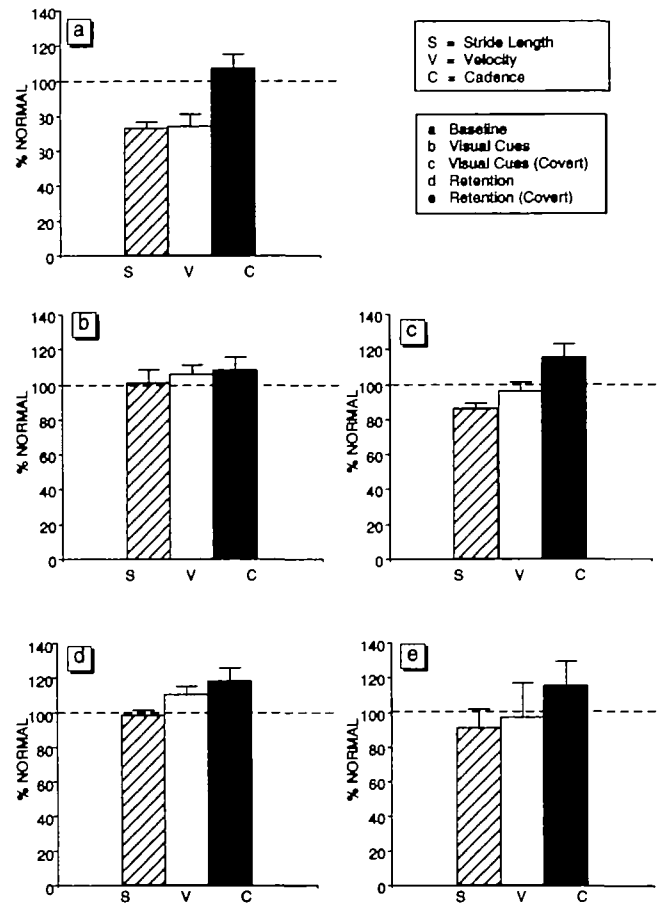 a
140
120
100
30
30
40
20
0
% NORMAL
S V C
S = Stride Length
V = Velocity
C = Cadence
a Baseline
b Visual Cues
c Visual Cues (Covert)
d Retention
e Retention (Covert)
b
140
120
100
80
60
40
20
0
% NORMAL
S V C
c
140
120
100
80
60
40
20
0
% NORMAL
S V C
d
140
120
100
80
60
40
20
0
% NORMAL
S V C
e
140
120
100
80
60
40
20
0
% NORMAL
S V C